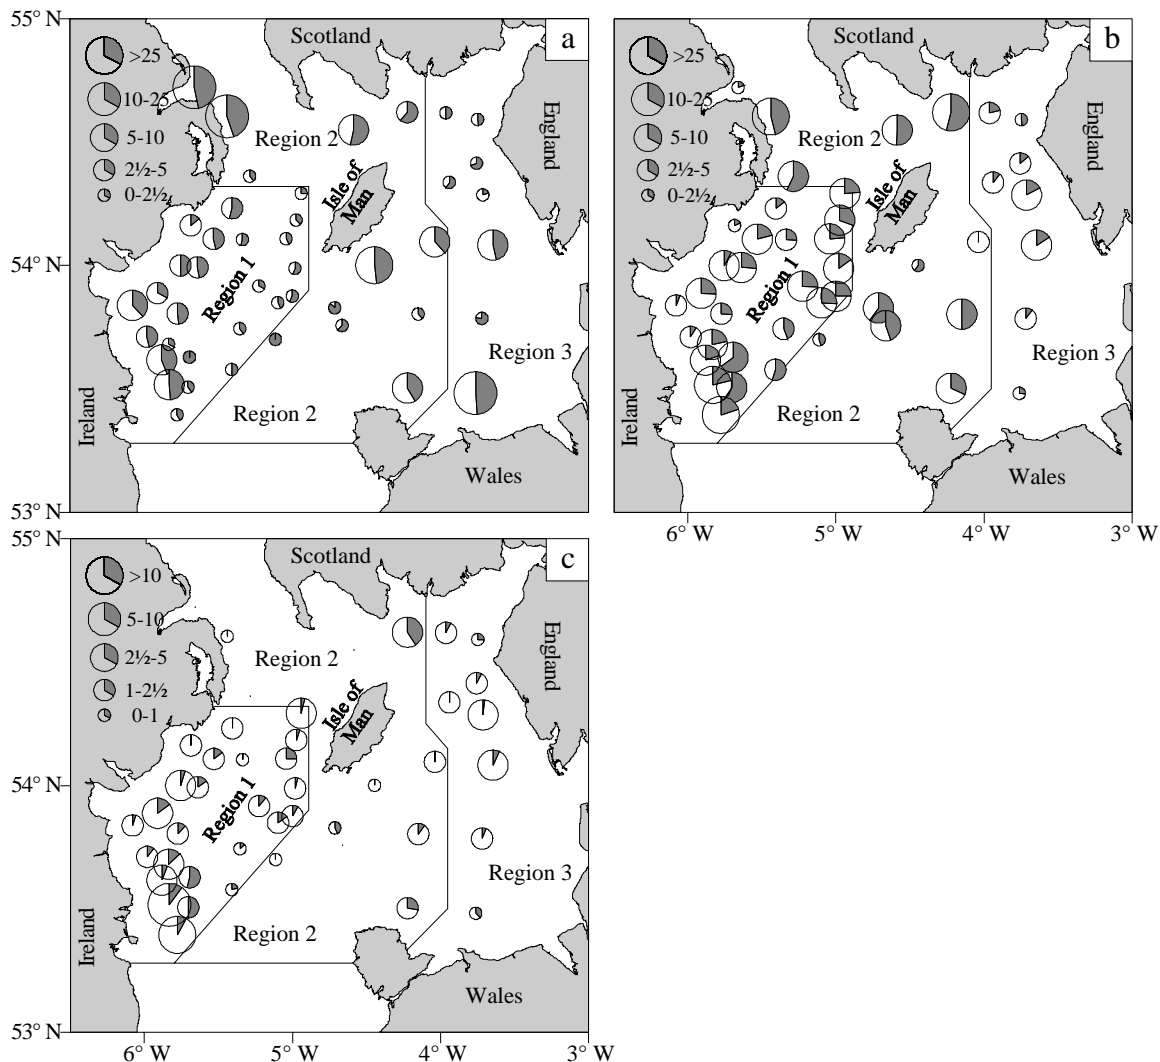 55° N
Scotland
a
>25
10-25
5-10
2½-5
0-2½
England
Region 2
Isle of
Man
54° N
Region 1
Region 3
Ireland
Region 2
Wales
53° N
Scotland
b
>25
10-25
5-10
2½-5
0-2½
England
Region 2
Isle of
Man
Region 1
Region 3
Ireland
Region 2
Wales
6° W
5° W
4° W
3° W
55° N
Scotland
c
>10
5-10
2½-5
1-2½
0-1
England
Region 2
Isle of
Man
54° N
Region 1
Region 3
Ireland
Region 2
Wales
53° N
6° W
5° W
4° W
3° W